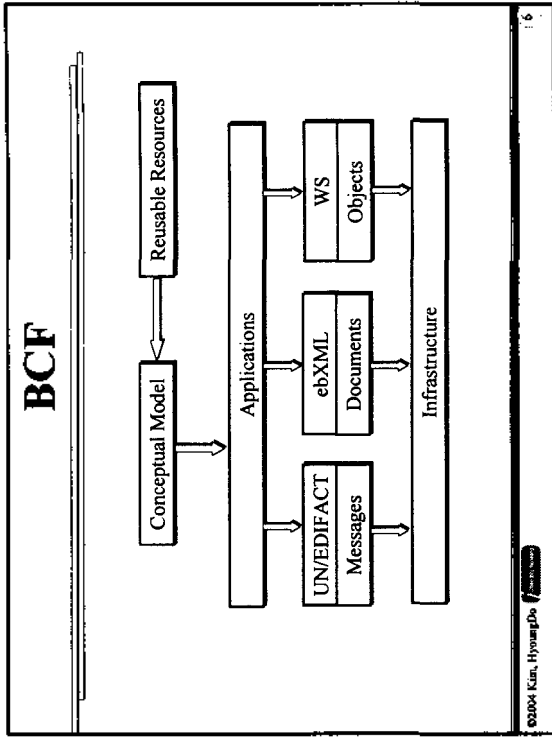 BCF
Conceptual Model
Reusable Resources
Applications
UN/EDIFACT
Messages
ebXML
Documents
WS
Objects
Infrastructure
©2004 Kim, HyoungDo
6